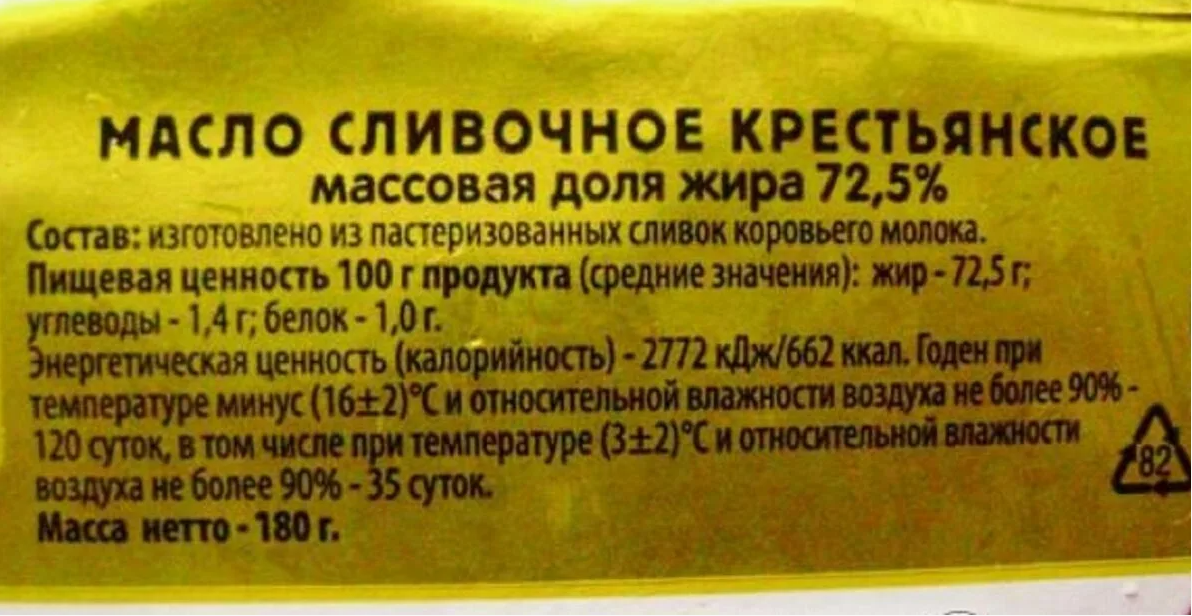 МАСЛО СЛИВОЧНОЕ КРЕСТЬЯНСКОЕ
массовая доля жира 72,5%
Состав: изготовлено из пастеризованных сливок коровьего молока.
Пищевая ценность 100 г продукта (средние значения): жир - 72,5 г;
углеводы - 1,4 г; белок - 1,0 г.
Энергетическая ценность (калорийность) - 2772 кДж/662 ккал. Годен при
температуре минус (16±2)°С и относительной влажности воздуха не более 90% -
120 суток, в том числе при температуре (3±2)°С и относительной влажности
воздуха не более 90% - 35 суток.
Масса нетто - 180 г.
82